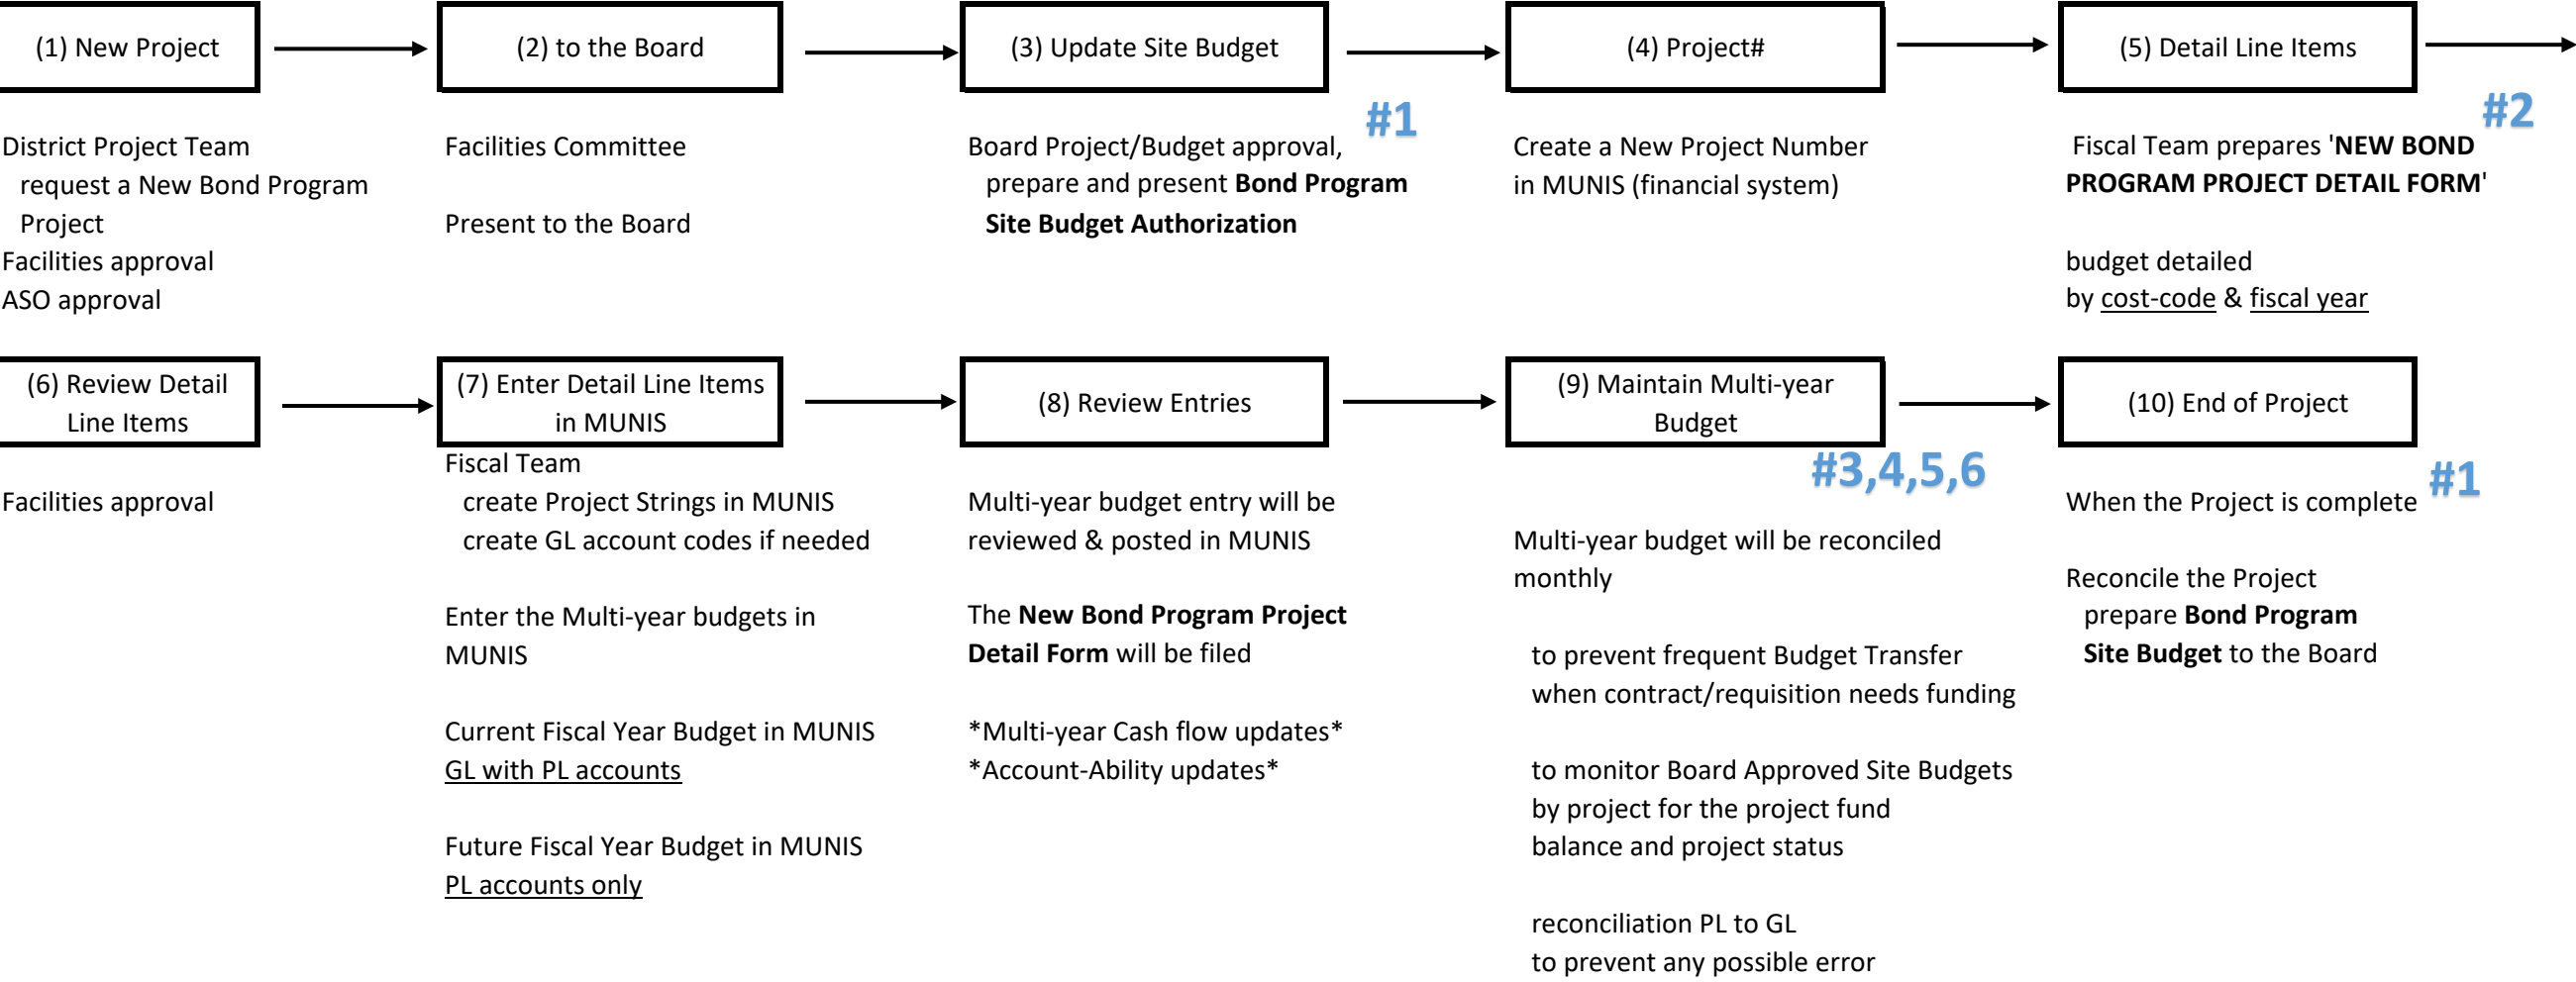 (1) New Project
(2) to the Board
(3) Update Site Budget
(4) Project#
(5) Detail Line Items
District Project Team
request a New Bond Program
Project
Facilities approval
ASO approval
Facilities Committee
Present to the Board
#1
Board Project/Budget approval,
prepare and present Bond Program
Site Budget Authorization
Create a New Project Number
in MUNIS (financial system)
#2
Fiscal Team prepares 'NEW BOND
PROGRAM PROJECT DETAIL FORM'
budget detailed
by cost-code & fiscal year
(6) Review Detail
Line Items
(7) Enter Detail Line Items
in MUNIS
(8) Review Entries
(9) Maintain Multi-year
Budget
(10) End of Project
Facilities approval
Fiscal Team
create Project Strings in MUNIS
create GL account codes if needed
Enter the Multi-year budgets in
MUNIS
Current Fiscal Year Budget in MUNIS
GL with PL accounts
Future Fiscal Year Budget in MUNIS
PL accounts only
Multi-year budget entry will be
reviewed & posted in MUNIS
The New Bond Program Project
Detail Form will be filed
*Multi-year Cash flow updates*
*Account-Ability updates*
#3,4,5,6
Multi-year budget will be reconciled
monthly
to prevent frequent Budget Transfer
when contract/requisition needs funding
to monitor Board Approved Site Budgets
by project for the project fund
balance and project status
reconciliation PL to GL
to prevent any possible error
#1
When the Project is complete
Reconcile the Project
prepare Bond Program
Site Budget to the Board